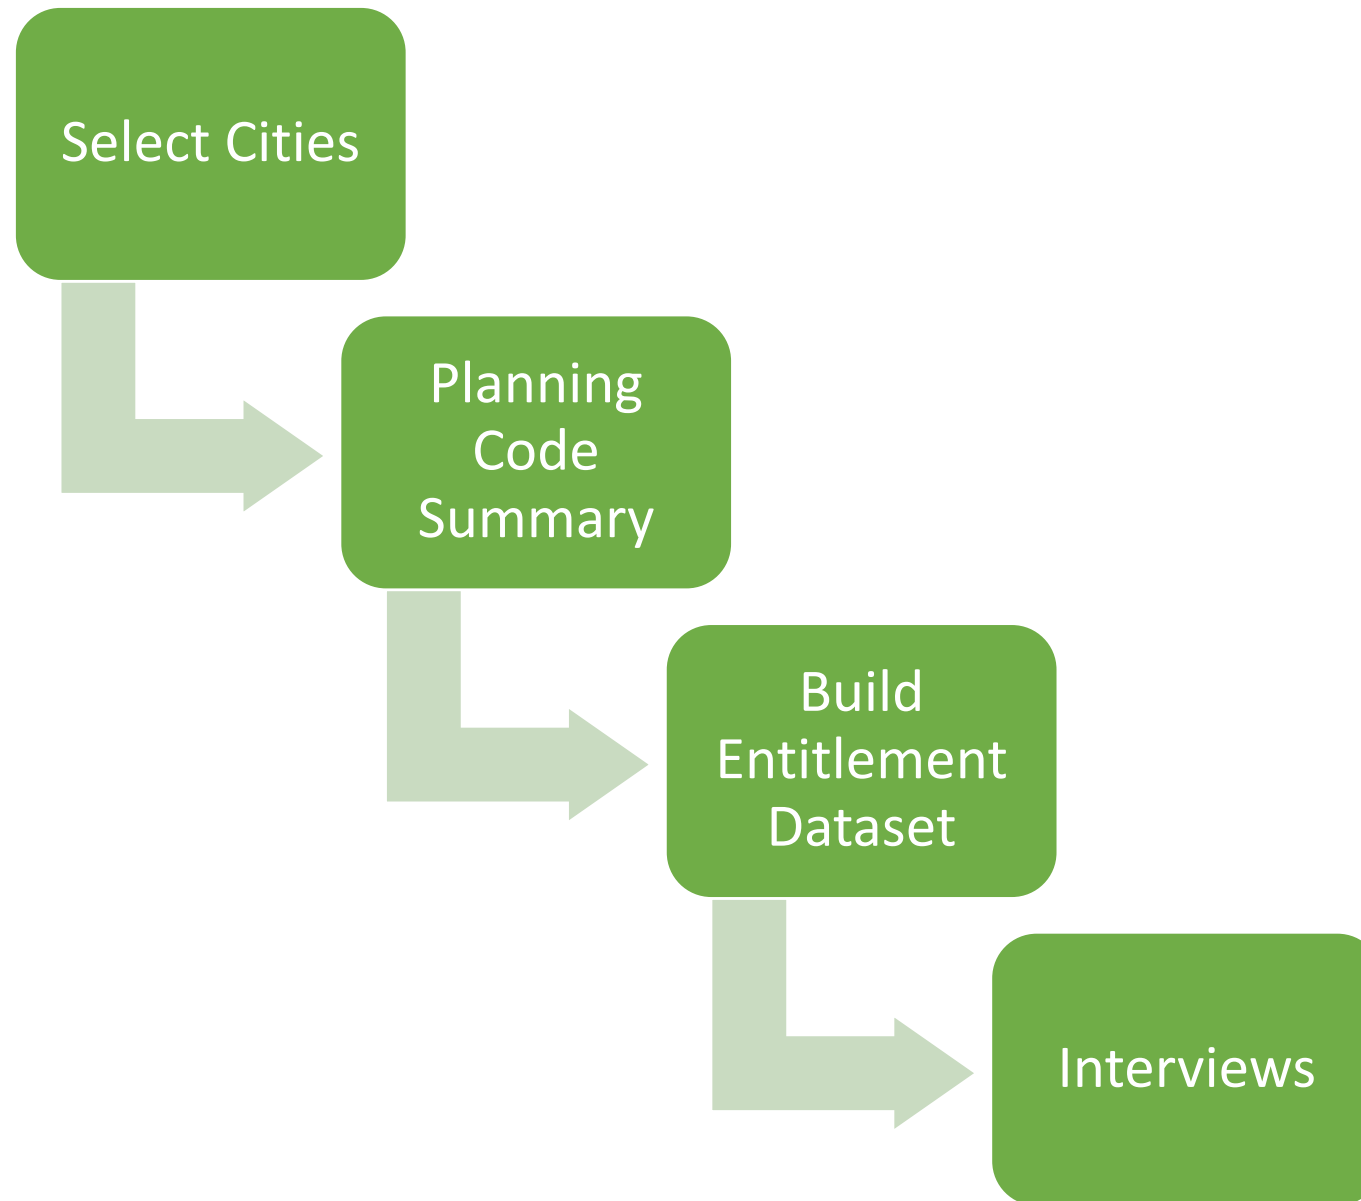 Select Cities
Planning
Code
Summary
Build
Entitlement
Dataset
Interviews